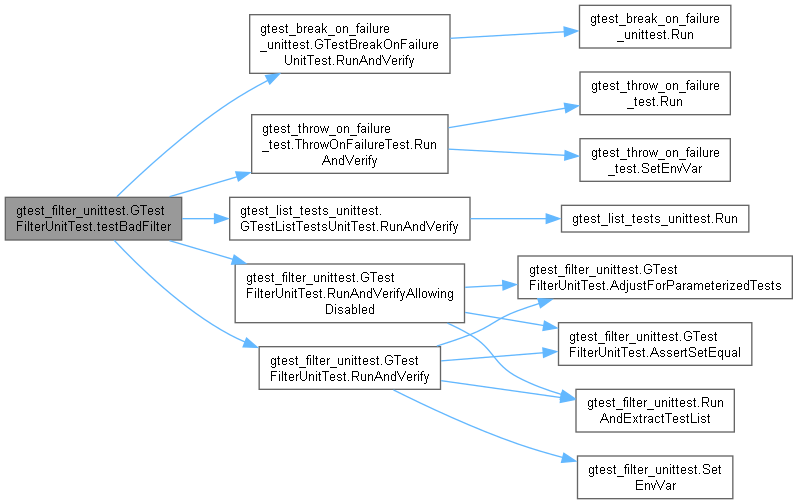 gtest_break_on_failure
_unittest.GTestBreakOnFailure
UnitTest.RunAndVerify
gtest_break_on_failure
_unittest.Run
gtest_throw_on_failure
_test.ThrowOnFailureTest.Run
AndVerify
gtest_throw_on_failure
_test.Run
gtest_throw_on_failure
_test.SetEnvVar
gtest_filter_unittest.GTest
FilterUnitTest.testBadFilter
gtest_list_tests_unittest.
GTestListTestsUnitTest.RunAndVerify
gtest_list_tests_unittest.Run
gtest_filter_unittest.GTest
FilterUnitTest.RunAndVerifyAllowing
Disabled
gtest_filter_unittest.GTest
FilterUnitTest.AdjustForParameterizedTests
gtest_filter_unittest.GTest
FilterUnitTest.AssertSetEqual
gtest_filter_unittest.GTest
FilterUnitTest.RunAndVerify
gtest_filter_unittest.Run
AndExtractTestList
gtest_filter_unittest.Set
EnvVar